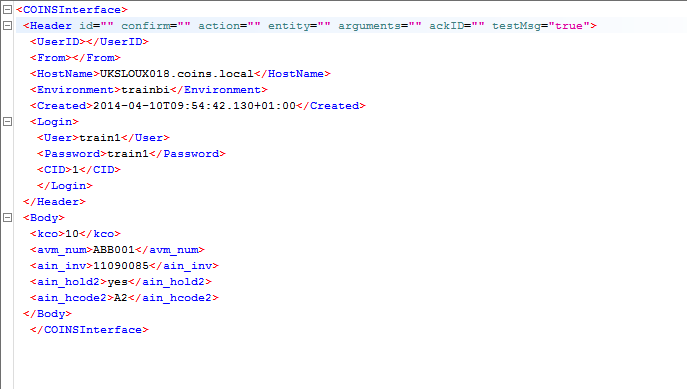 <COINSInterface>
<Header id="" confirm="" action="" entity="" arguments="" ackID="" testMsg="true">
<UserID></UserID>
<From></From>
<HostName>UKSLOUX018.coins.local</HostName>
<Environment>trainbi</Environment>
<Created>2014-04-10T09:54:42.130+01:00</Created>
<Login>
<User>train1</User>
<Password>train1</Password>
<CID>1</CID>
</Login>
</Header>
<Body>
<kco>10</kco>
<avm_num>ABB001</avm_num>
<ain_inv>11090085</ain_inv>
<ain_hold2>yes</ain_hold2>
<ain_hcode2>A2</ain_hcode2>
</Body>
</COINSInterface>